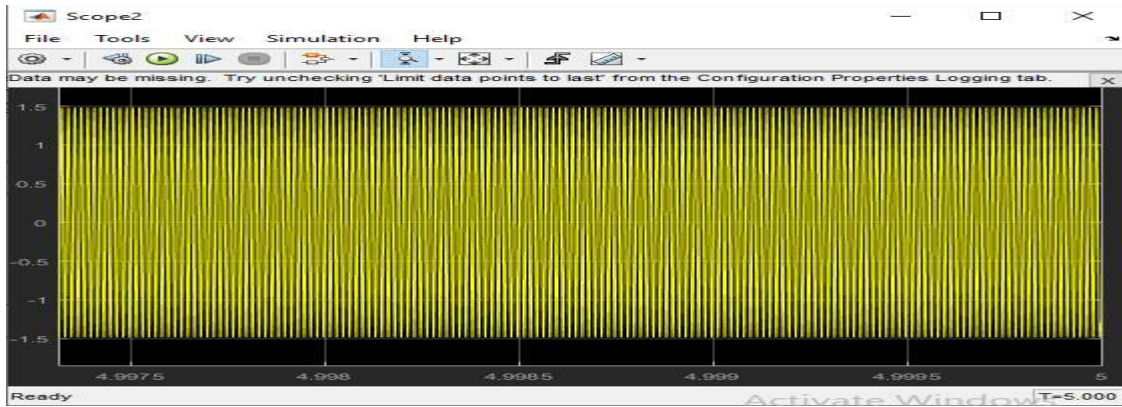 Scope2
File Tools View Simulation Help
Data may be missing. Try unchecking 'Limit data points to last' from the Configuration Properties Logging tab.
1.5
1
0.5
0
-0.5
-1
-1.5
4.9975 4.998 4.9985 4.999 4.9995 5
Ready Activate Windows T=5.000